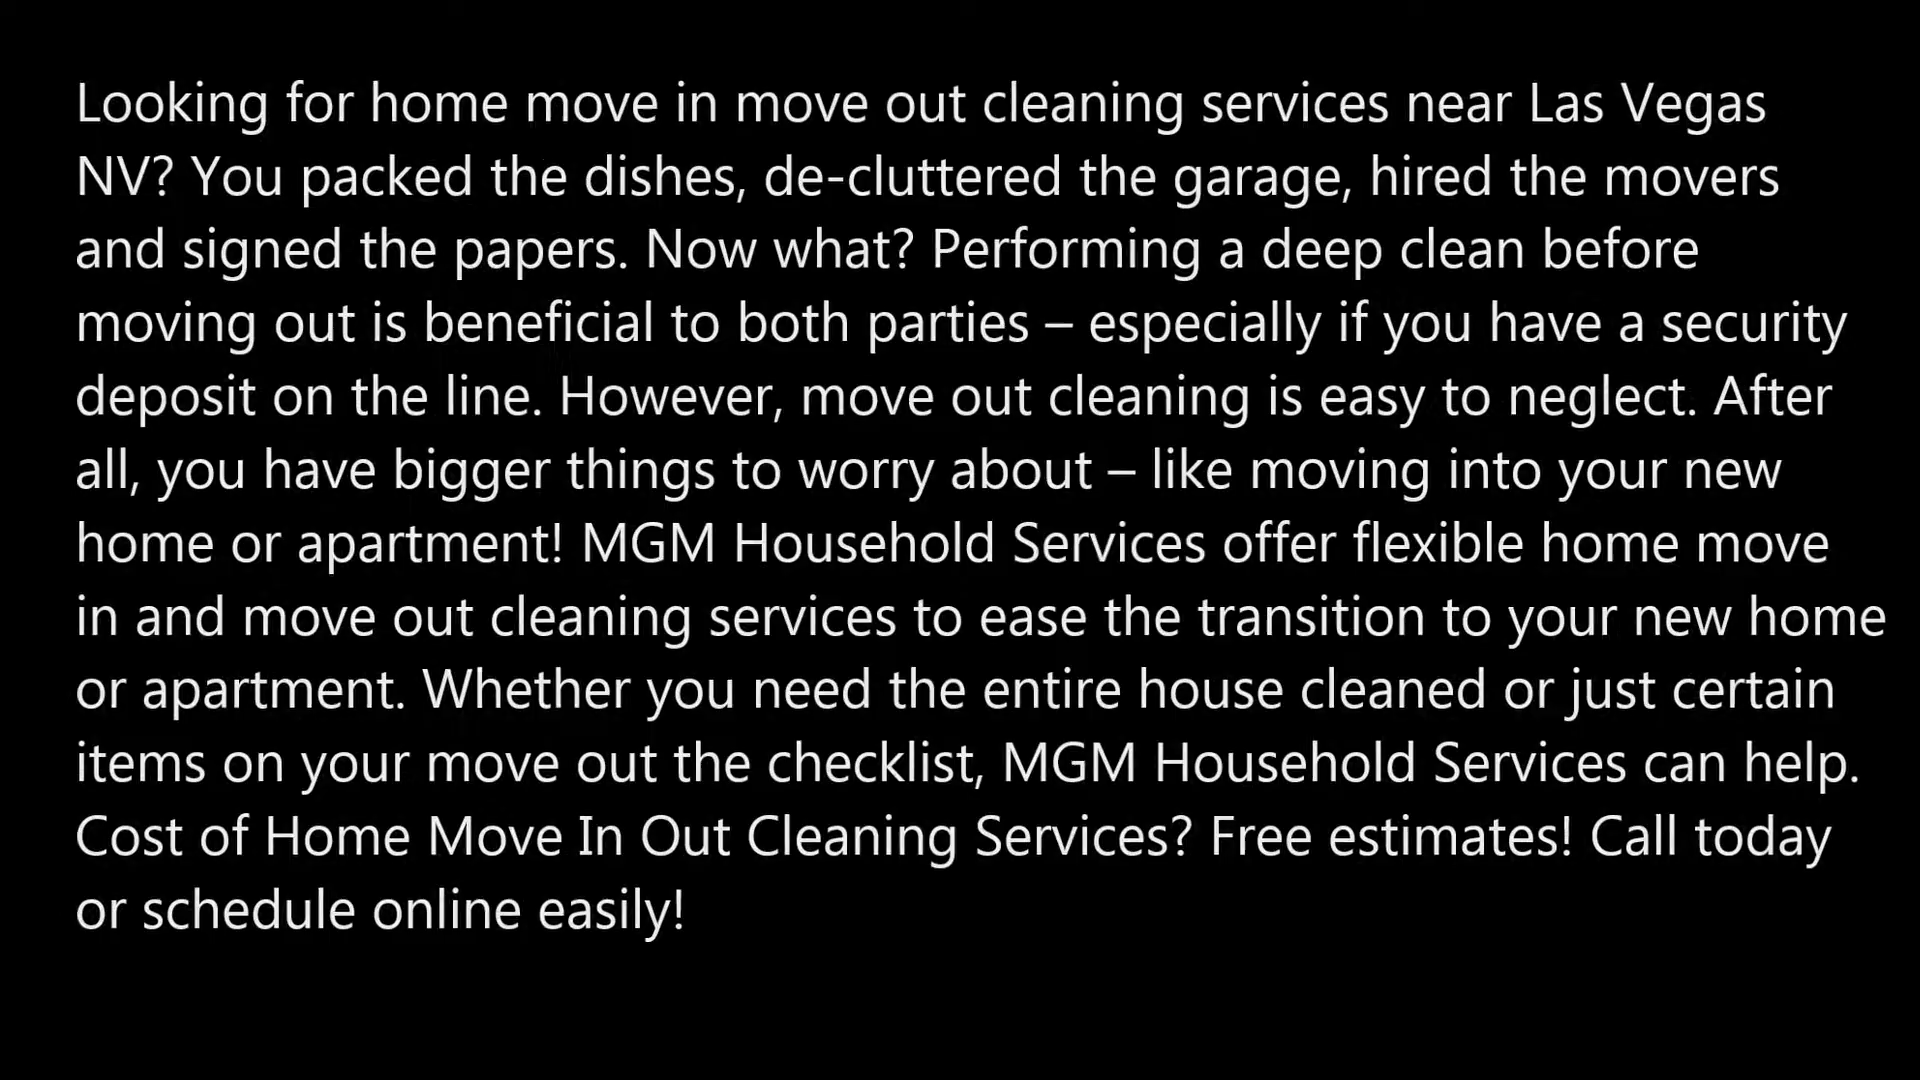 Looking for home move in move out cleaning services near Las Vegas
NV? You packed the dishes, de-cluttered the garage, hired the movers
and signed the papers. Now what? Performing a deep clean before
moving out is beneficial to both parties – especially if you have a security
deposit on the line. However, move out cleaning is easy to neglect. After
all, you have bigger things to worry about – like moving into your new
home or apartment! MGM Household Services offer flexible home move
in and move out cleaning services to ease the transition to your new home
or apartment. Whether you need the entire house cleaned or just certain
items on your move out the checklist, MGM Household Services can help.
Cost of Home Move In Out Cleaning Services? Free estimates! Call today
or schedule online easily!